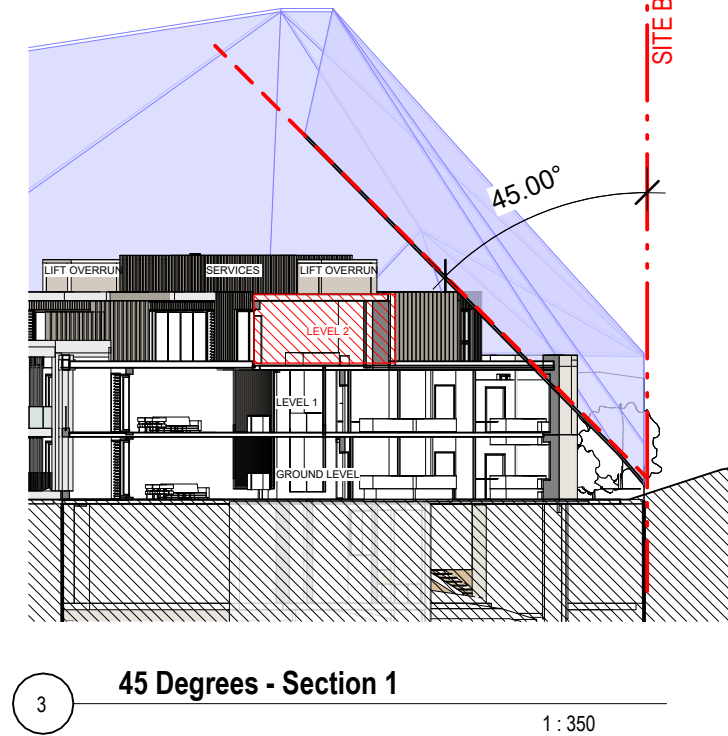 SITE B
45.00°
LIFT OVERRUN
SERVICES
LIFT OVERRUN
LEVEL 2
LEVEL 1
GROUND LEVEL
3
45 Degrees - Section 1
1 : 350